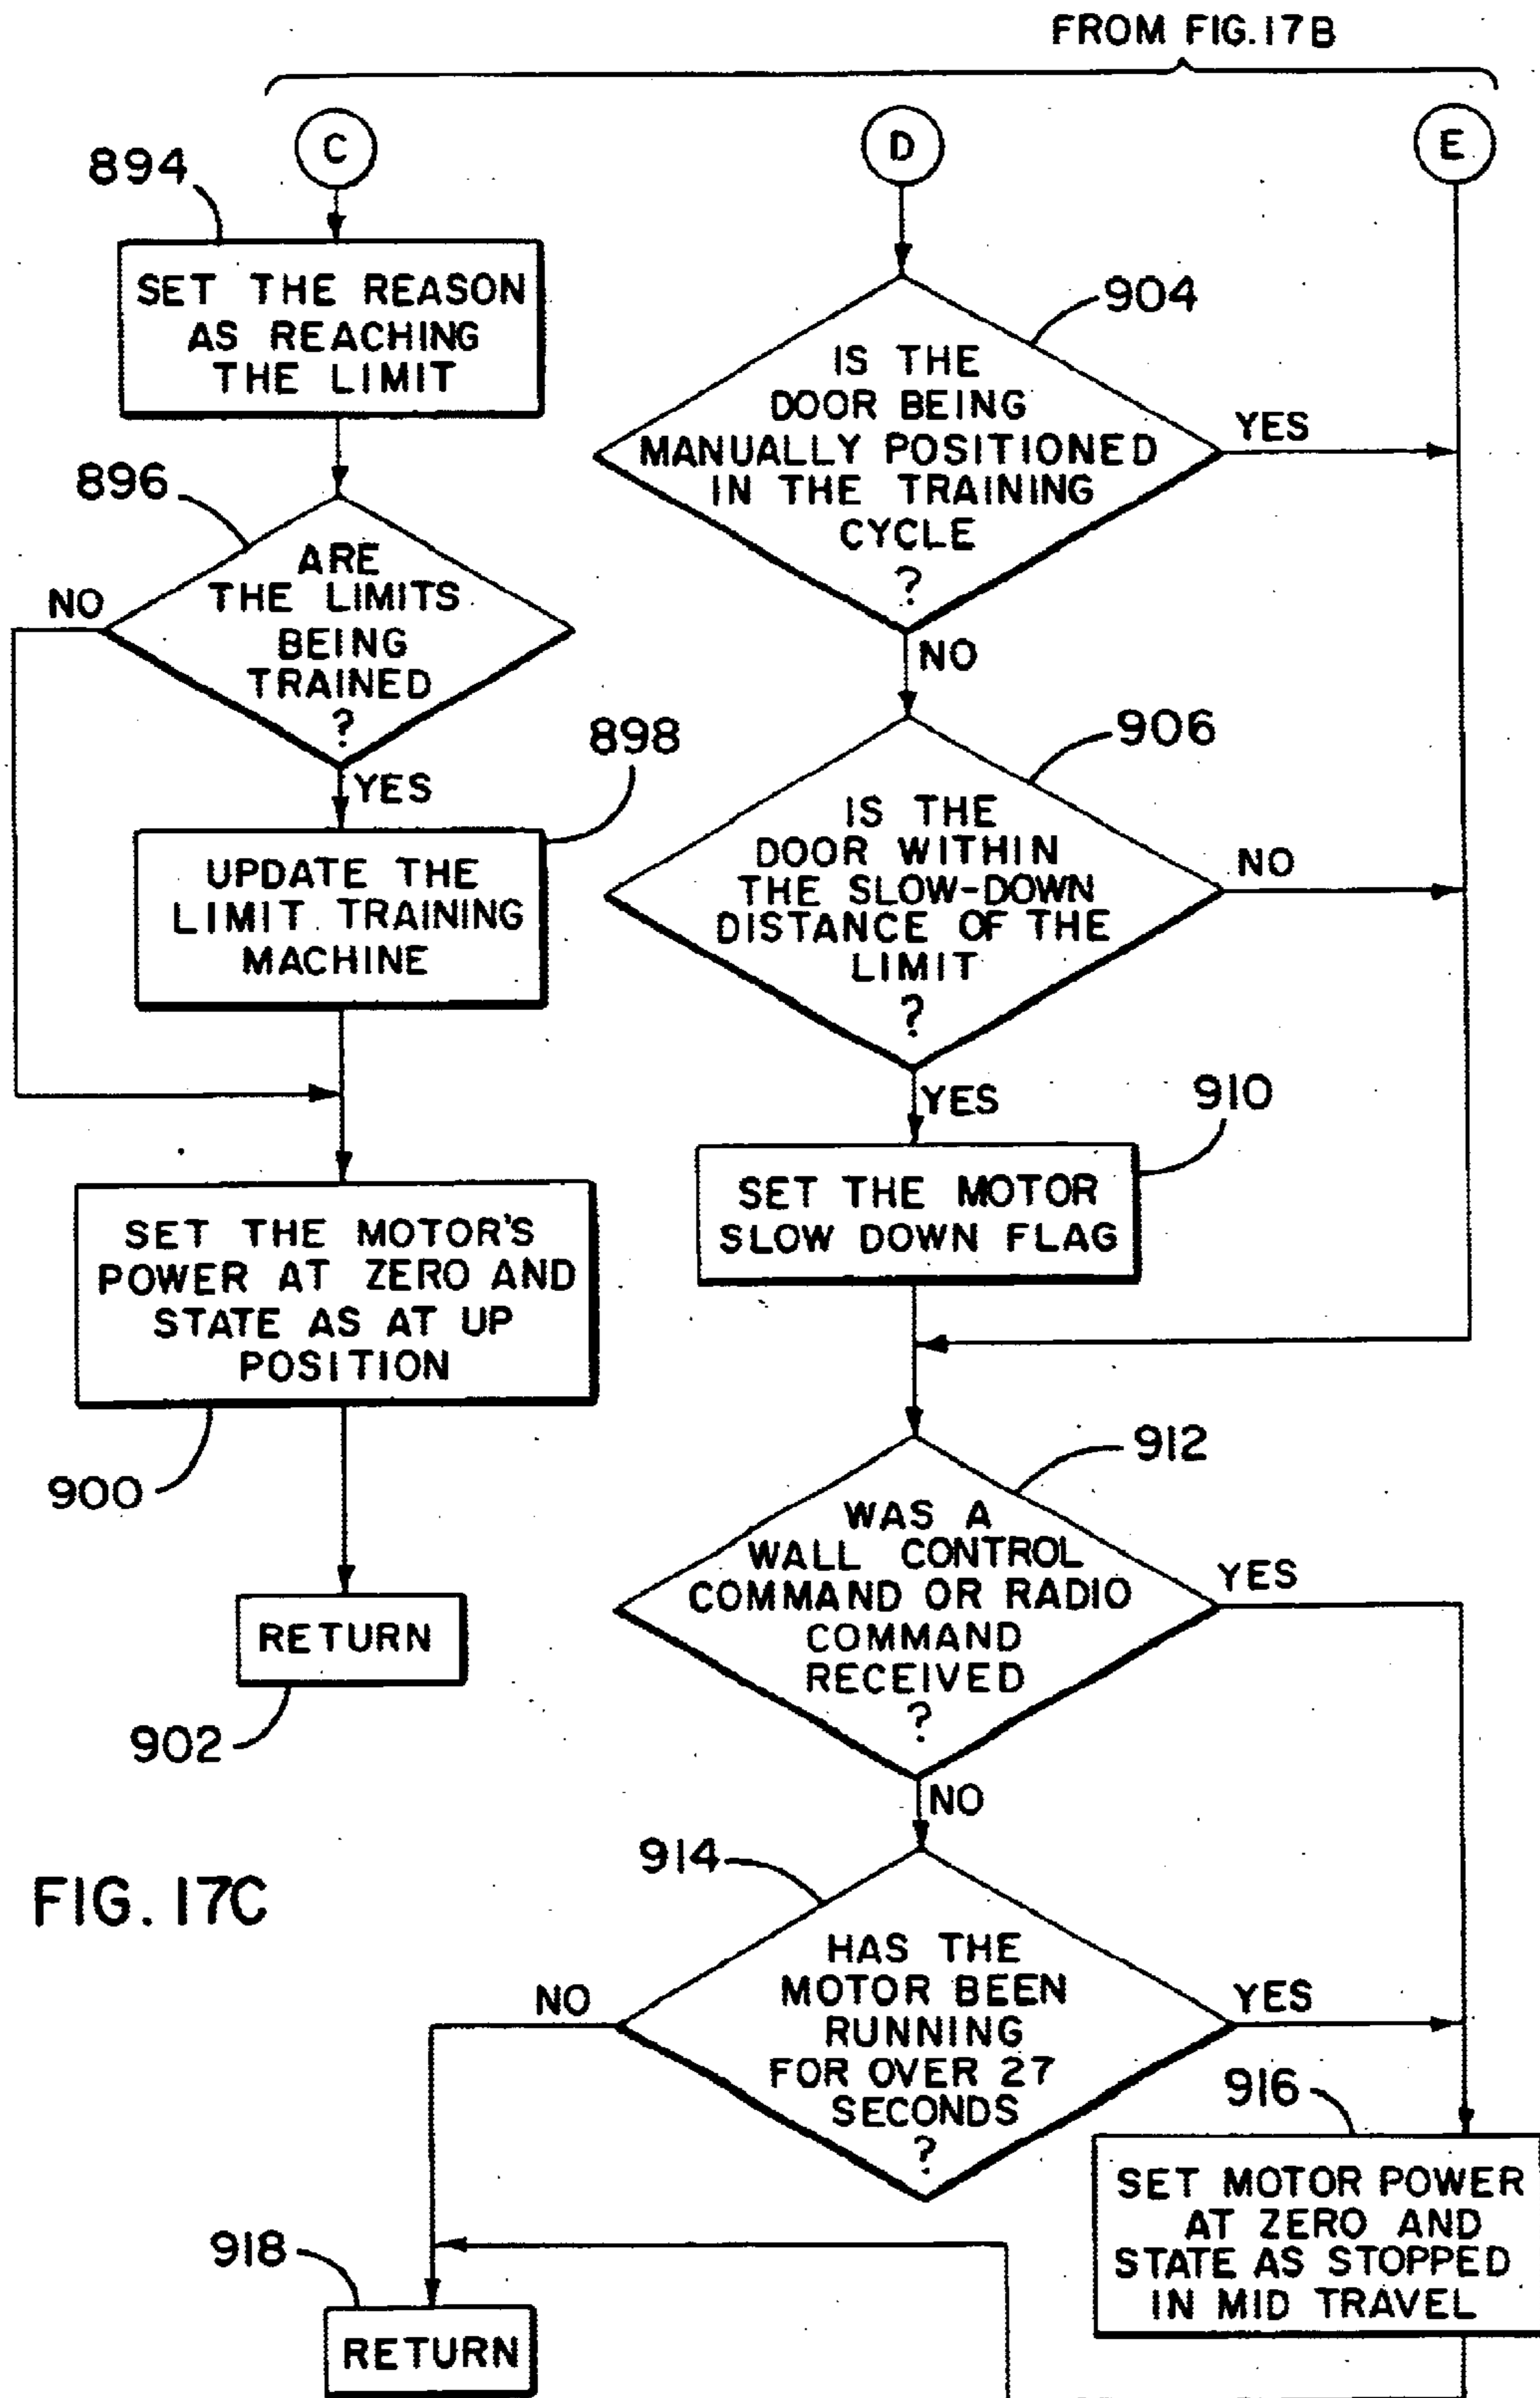 FROM FIG. 17B
C
894
SET THE REASON
AS REACHING
THE LIMIT
896
ARE
THE LIMITS
BEING
TRAINED
?
NO
YES
898
UPDATE THE
LIMIT TRAINING
MACHINE
SET THE MOTOR'S
POWER AT ZERO AND
STATE AS AT UP
POSITION
900
RETURN
902
D
904
IS THE
DOOR BEING
MANUALLY POSITIONED
IN THE TRAINING
CYCLE
?
YES
NO
906
IS THE
DOOR WITHIN
THE SLOW-DOWN
DISTANCE OF THE
LIMIT
?
NO
YES
910
SET THE MOTOR
SLOW DOWN FLAG
E
912
WAS A
WALL CONTROL
COMMAND OR RADIO
COMMAND
RECEIVED
?
YES
NO
914
HAS THE
MOTOR BEEN
RUNNING
FOR OVER 27
SECONDS
?
NO
YES
916
SET MOTOR POWER
AT ZERO AND
STATE AS STOPPED
IN MID TRAVEL
918
RETURN
FIG. 17C